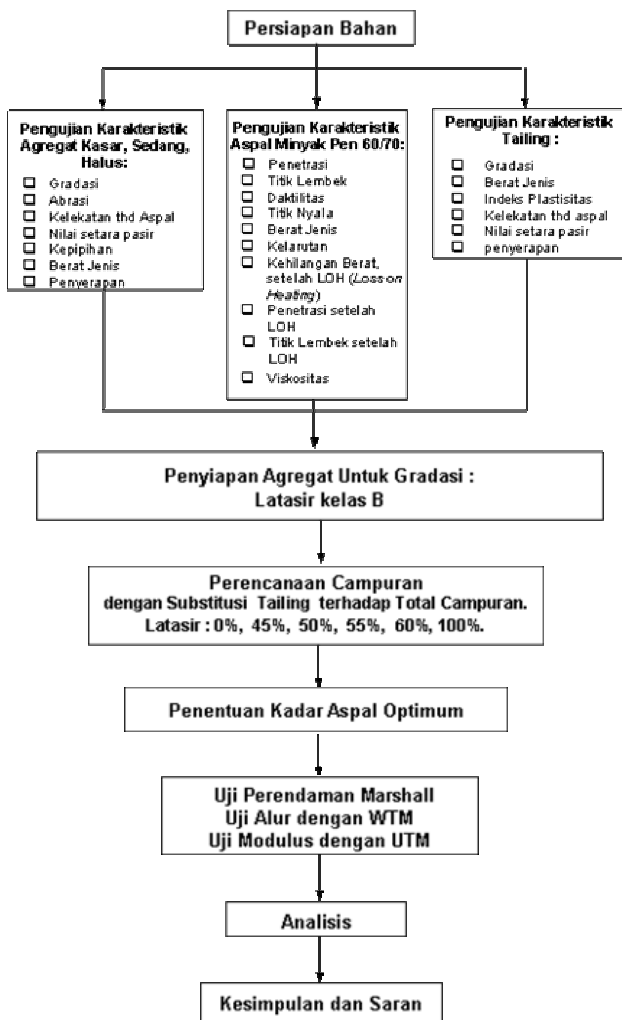 Persiapan Bahan
Pengujian Karakteristik
Agregat Kasar, Sedang,
Halus:
Gradasi
Abrasi
Kelekatan thd Aspal
Nilai setara pasir
Kepipihan
Berat Jenis
Penyerapan
Pengujian Karakteristik
Aspal Minyak Pen 60/70:
Penetrasi
Titik Lembek
Daktilitas
Titik Nyala
Berat Jenis
Kelarutan
Kehilangan Berat,
setelah LOH (Loss on
Heating)
Penetrasi setelah
LOH
Titik Lembek setelah
LOH
Viskositas
Pengujian Karakteristik
Tailing :
Gradasi
Berat Jenis
Indeks Plastisitas
Kelekatan thd aspal
Nilai setara pasir
penyerapan
Penyiapan Agregat Untuk Gradasi :
Latasir kelas B
Perencanaan Campuran
dengan Substitusi Tailing terhadap Total Campuran.
Latasir : 0%, 45%, 50%, 55%, 60%, 100%.
Penentuan Kadar Aspal Optimum
Uji Perendaman Marshall
Uji Alur dengan WTM
Uji Modulus dengan UTM
Analisis
Kesimpulan dan Saran